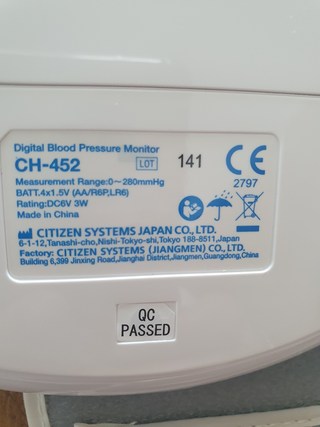 Digital Blood Pressure Monitor
CH-452 LOT 141 CE
Measurement Range:0~280mmHg 2797
BATT.4x1.5V (AA/R6P,LR6)
Rating:DC6V 3W
Made in China
CITIZEN SYSTEMS JAPAN CO., LTD.
6-1-12,Tanashi-cho,Nishi-Tokyo-shi,Tokyo 188-8511,Japan
Factory: CITIZEN SYSTEMS (JIANGMEN) CO.,LTD.
Building 6,399 Jinxing Road,Jianghai District,Jiangmen,Guangdong,China
QC
PASSED